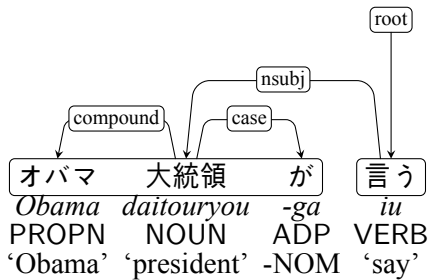 root
nsubj
compound case
オバマ 大統領 が 言う
Obama daitouryou -ga iu
PROPN NOUN ADP VERB
‘Obama’ ‘president’ -NOM ‘say’